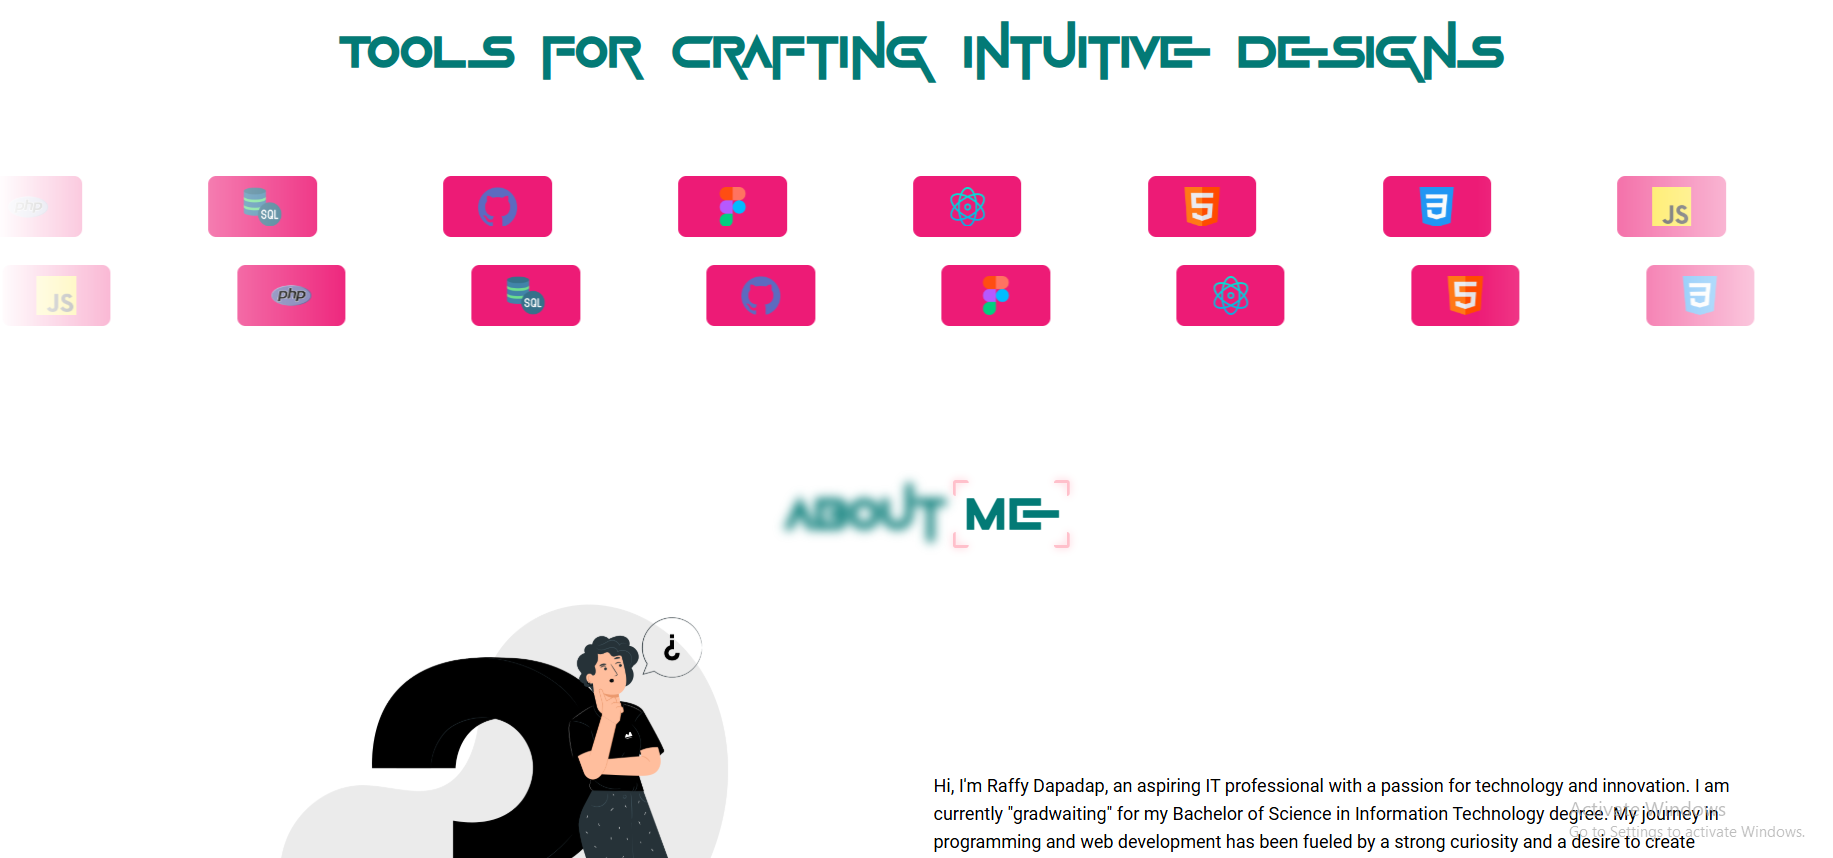 TOOLS FOR CRAFTING INTUITIVE DESIGNS
php SQL JS
JS php SQL
ABOUT ME
¿
Hi, I'm Raffy Dapadap, an aspiring IT professional with a passion for technology and innovation. I am
currently "gradwaiting" for my Bachelor of Science in Information Technology degree. My journey in
programming and web development has been fueled by a strong curiosity and a desire to create
Activate Windows
Go to Settings to activate Windows.